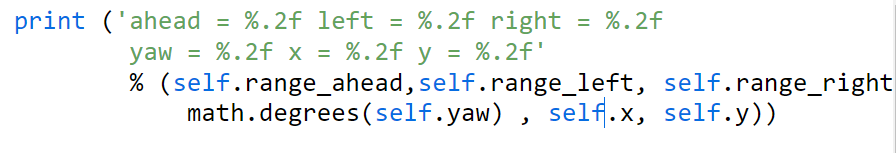 print ('ahead = %.2f left = %.2f right = %.2f
yaw = %.2f x = %.2f y = %.2f'
% (self.range_ahead,self.range_left, self.range_right
math.degrees(self.yaw) , self.x, self.y))